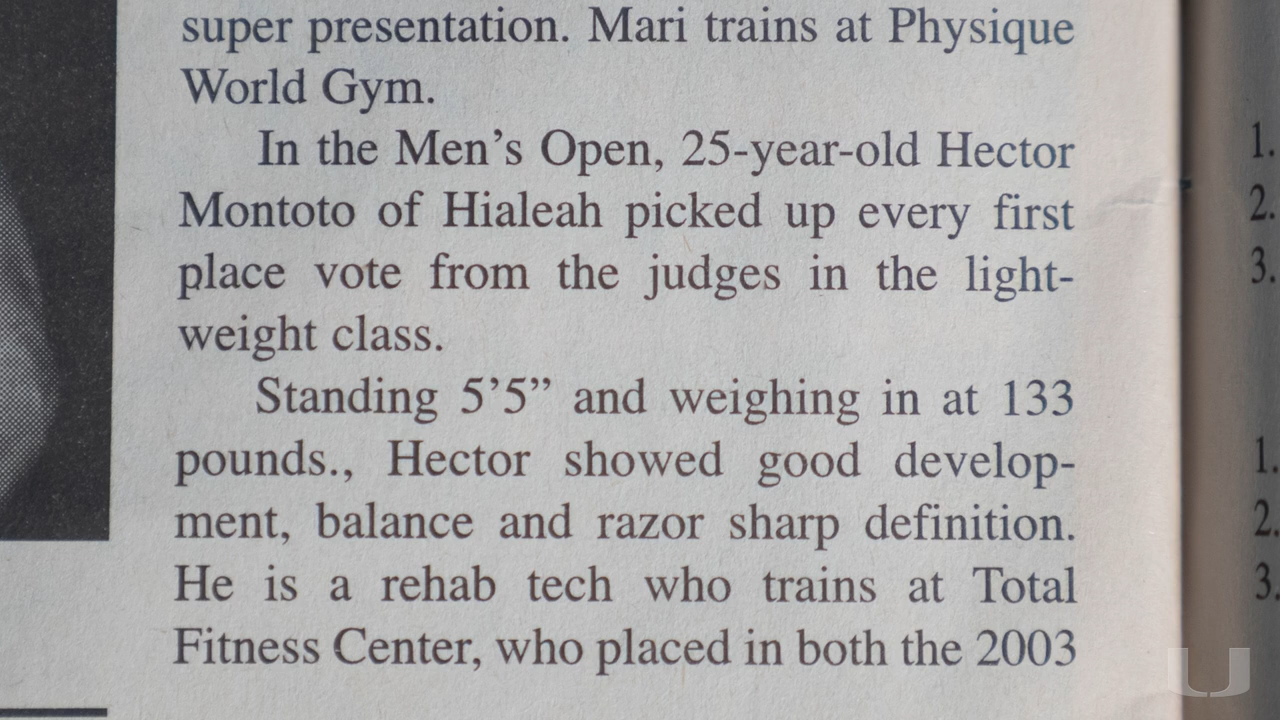 super presentation. Mari trains at Physique
World Gym.
In the Men's Open, 25-year-old Hector
Montoto of Hialeah picked up every first
place vote from the judges in the light-
weight class.
Standing 5'5” and weighing in at 133
pounds., Hector showed good develop-
ment, balance and razor sharp definition.
He is a rehab tech who trains at Total
Fitness Center, who placed in both the 2003
1.
2.
3.
1.
2.
3.
U